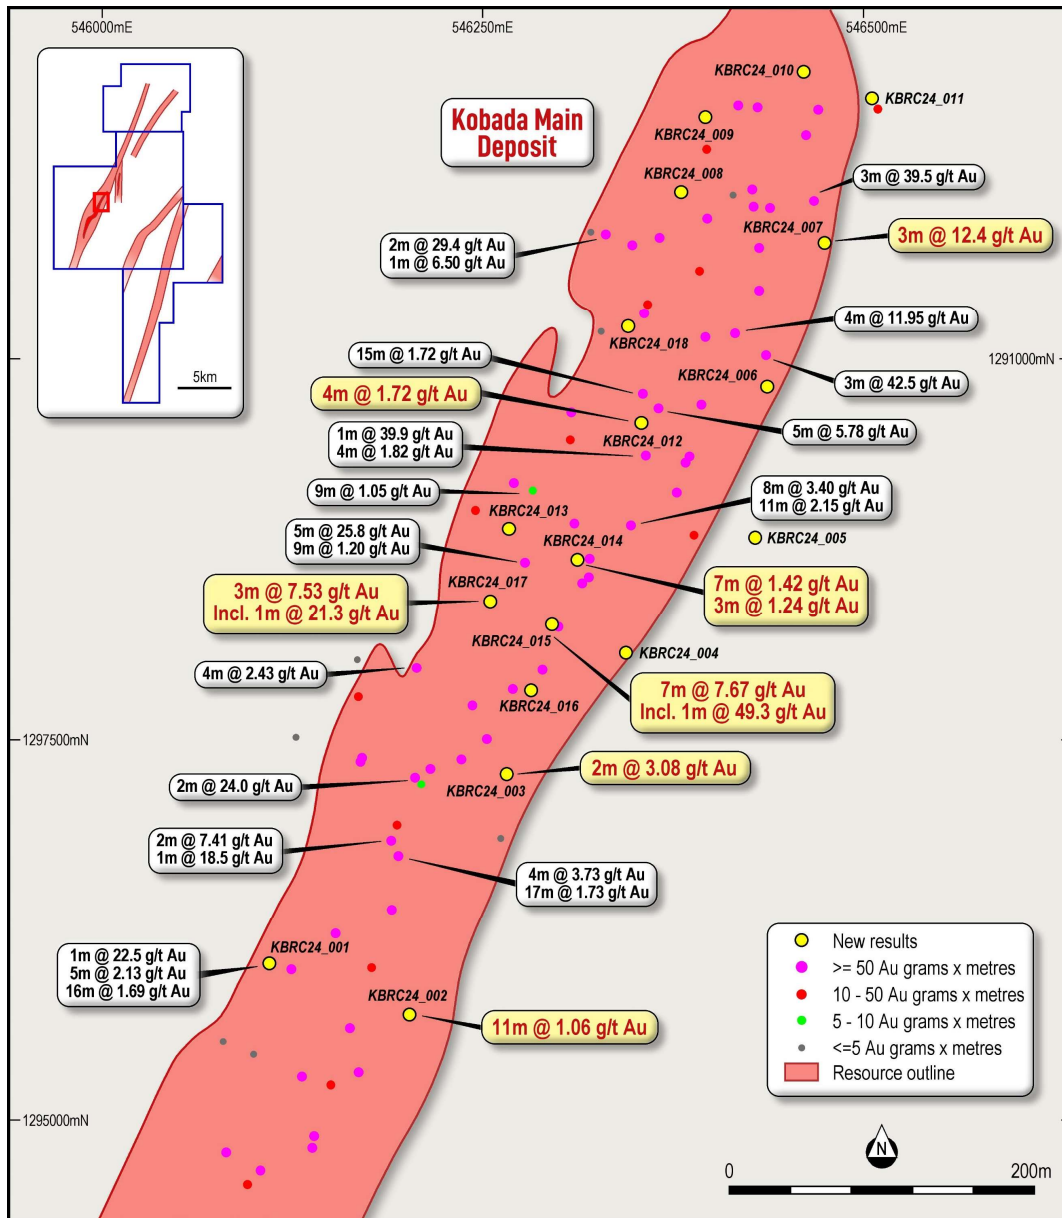 546000mE
546250mE
546500mE
5km
Kobada Main
Deposit
KBRC24_010
KBRC24_011
KBRC24_009
KBRC24_008
3m @ 39.5 g/t Au
KBRC24_007
3m @ 12.4 g/t Au
2m @ 29.4 g/t Au
1m @ 6.50 g/t Au
4m @ 11.95 g/t Au
KBRC24_018
15m @ 1.72 g/t Au
1291000mN
KBRC24_006
3m @ 42.5 g/t Au
4m @ 1.72 g/t Au
KBRC24_012
5m @ 5.78 g/t Au
1m @ 39.9 g/t Au
4m @ 1.82 g/t Au
9m @ 1.05 g/t Au
8m @ 3.40 g/t Au
11m @ 2.15 g/t Au
KBRC24_013
5m @ 25.8 g/t Au
9m @ 1.20 g/t Au
KBRC24_014
KBRC24_005
KBRC24_017
3m @ 7.53 g/t Au
Incl. 1m @ 21.3 g/t Au
7m @ 1.42 g/t Au
3m @ 1.24 g/t Au
KBRC24_015
KBRC24_004
4m @ 2.43 g/t Au
7m @ 7.67 g/t Au
Incl. 1m @ 49.3 g/t Au
KBRC24_016
1297500mN
2m @ 3.08 g/t Au
2m @ 24.0 g/t Au
KBRC24_003
2m @ 7.41 g/t Au
1m @ 18.5 g/t Au
4m @ 3.73 g/t Au
17m @ 1.73 g/t Au
KBRC24_001
1m @ 22.5 g/t Au
5m @ 2.13 g/t Au
16m @ 1.69 g/t Au
KBRC24_002
11m @ 1.06 g/t Au
New results
>= 50 Au grams x metres
10 - 50 Au grams x metres
5 - 10 Au grams x metres
<=5 Au grams x metres
Resource outline
1295000mN
N
0
200m